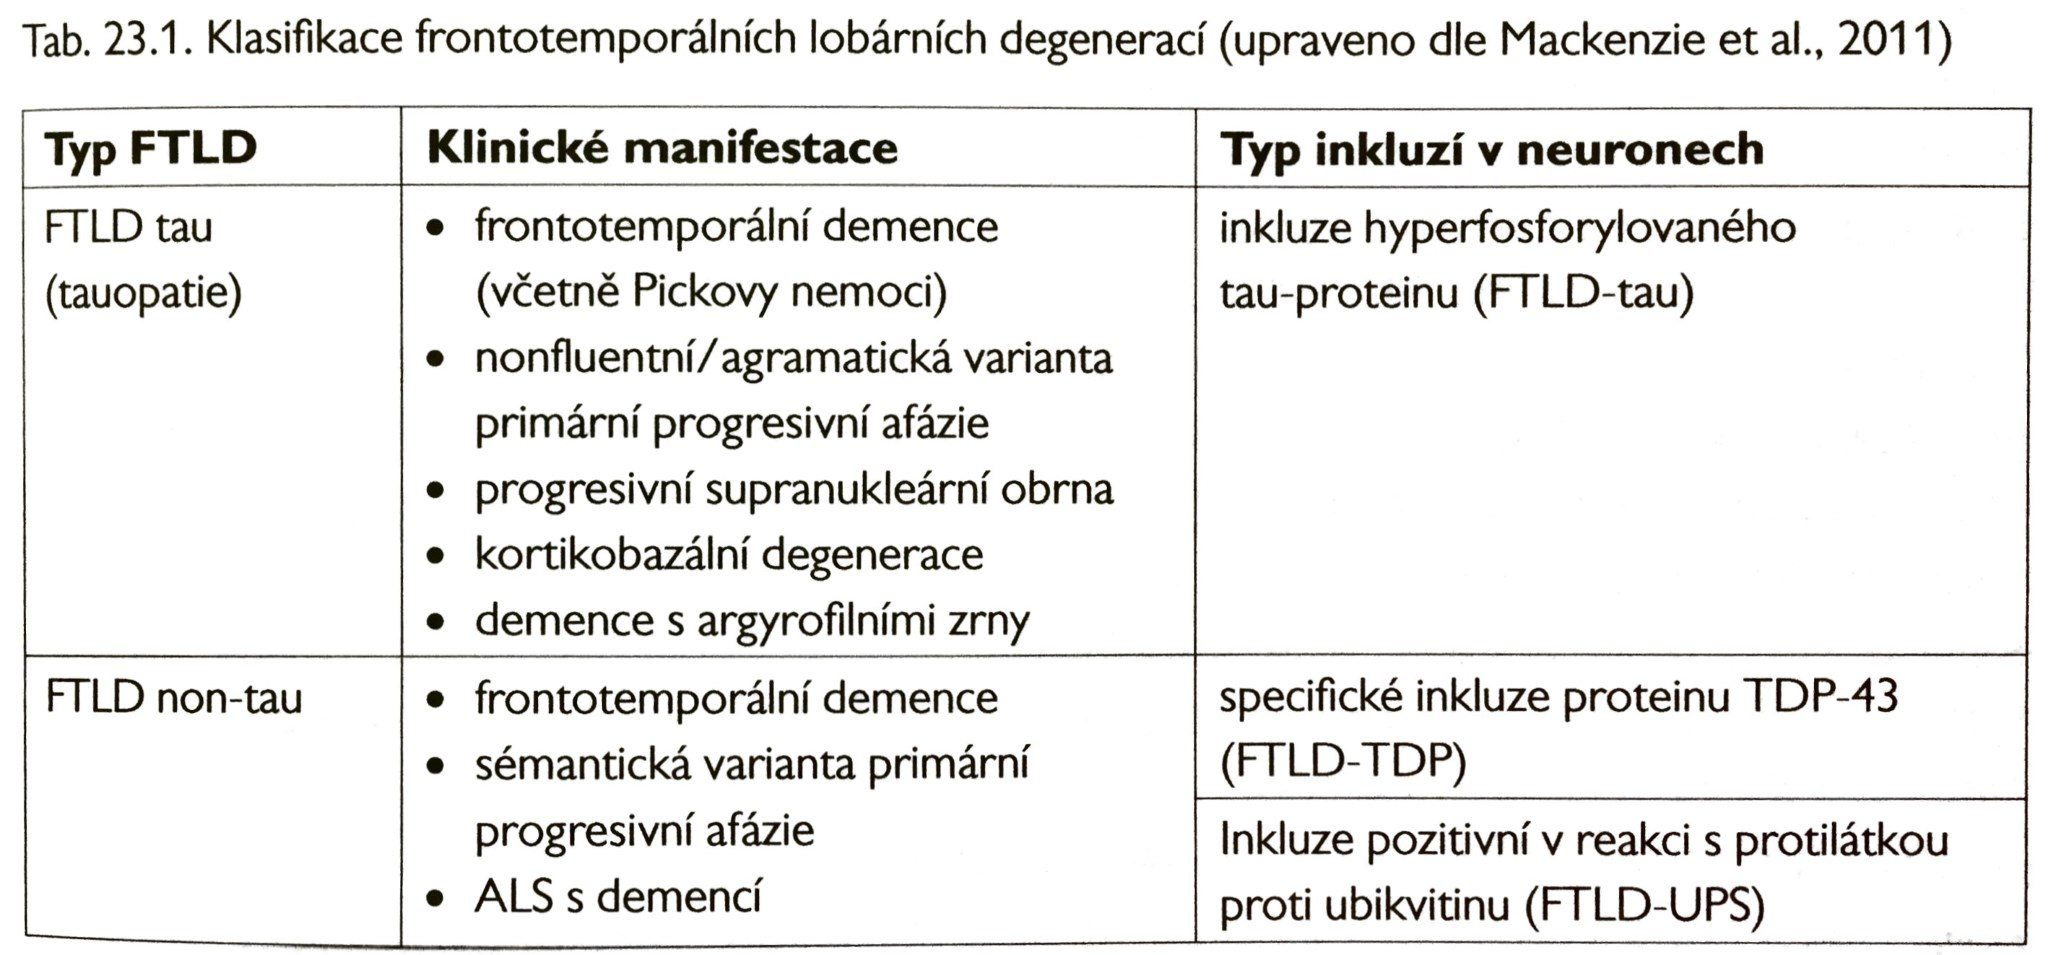 Tab. 23.1. Klasifikace frontotemporálních lobárních degenerací (upraveno dle Mackenzie et al., 2011)
Typ FTLD
Klinické manifestace
Typ inkluzí v neuronech
FTLD tau
(tauopatie)
• frontotemporální demence
(včetně Pickovy nemoci)
• nonfluentní/agramatická varianta
primární progresivní afázie
• progresivní supranukleární obrna
• kortikobazální degenerace
• demence s argyrofilními zrny
inkluze hyperfosforylovaného
tau-proteinu (FTLD-tau)
FTLD non-tau
• frontotemporální demence
• sémantická varianta primární
progresivní afázie
• ALS s demencí
specifické inkluze proteinu TDP-43
(FTLD-TDP)
Inkluze pozitivní v reakci s protilátkou
proti ubikvitinu (FTLD-UPS)